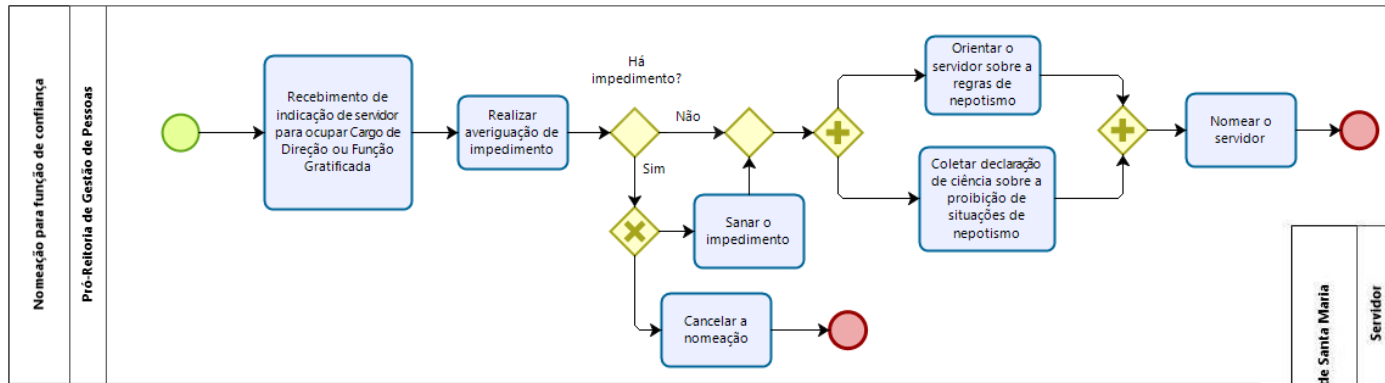 Nomeação para função de confiança
Pró-Reitoria de Gestão de Pessoas
Recebimento de
indicação de servidor
para ocupar Cargo de
Direção ou Função
Gratificada
Realizar
averiguação de
impedimento
Há
impedimento?
Não
Sim
Sanar o
impedimento
Cancelar a
nomeação
Orientar o
servidor sobre a
regras de
nepotismo
Coletar declaração
de ciência sobre a
proibição de
situações de
nepotismo
Nomear o
servidor
de Santa Maria
Servidor